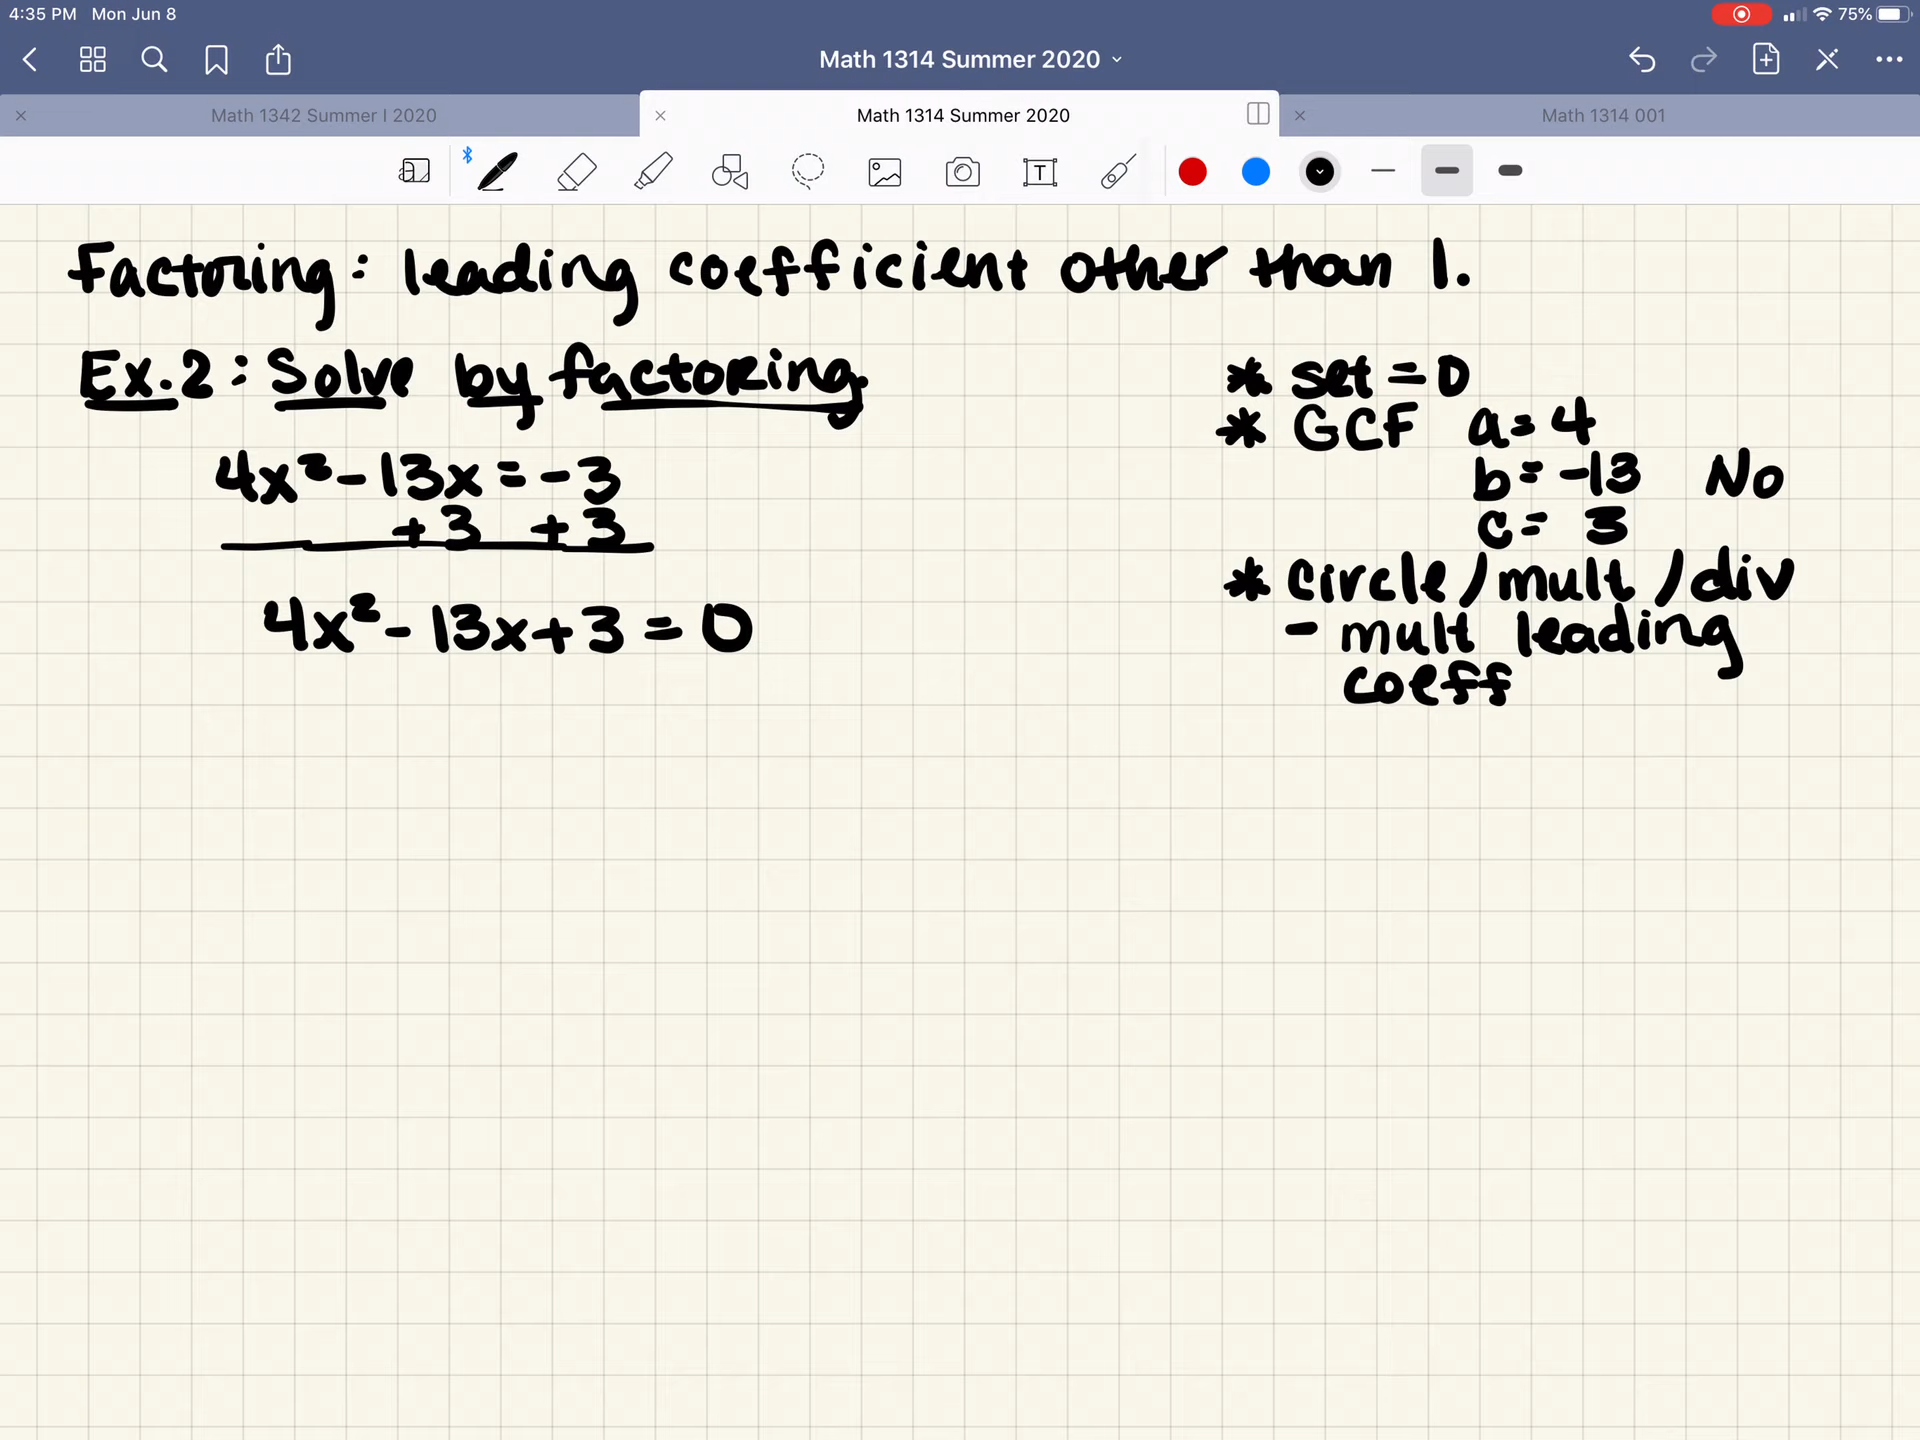 4:35 PM Mon Jun 8
75%
Math 1314 Summer 2020
Math 1342 Summer I 2020
Math 1314 Summer 2020
Math 1314 001
Factoring: leading coefficient other than 1.
Ex.2: Solve by factoring.
4x² - 13x = -3
+ 3 + 3
4x² - 13x + 3 = 0
* set = 0
* GCF a = 4
b = -13 No
c = 3
* circle/mult/div
- mult leading
coeff